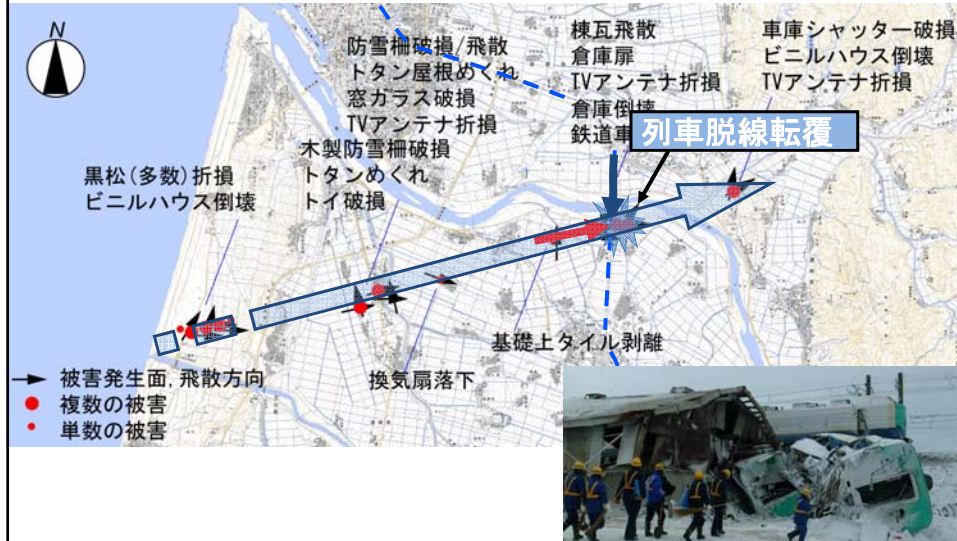 N
防雪柵破損/飛散
トタン屋根めくれ
窓ガラス破損
TVアンテナ折損
木製防雪柵破損
トタンめくれ
トイ破損
棟瓦飛散
倉庫扉
TVアンテナ折損
倉庫倒壊
鉄道車
車庫シャッター破損
ビニルハウス倒壊
TVアンテナ折損
列車脱線転覆
黒松(多数)折損
ビニルハウス倒壊
基礎上タイル剥離
換気扇落下
被害発生面,飛散方向
複数の被害
単数の被害